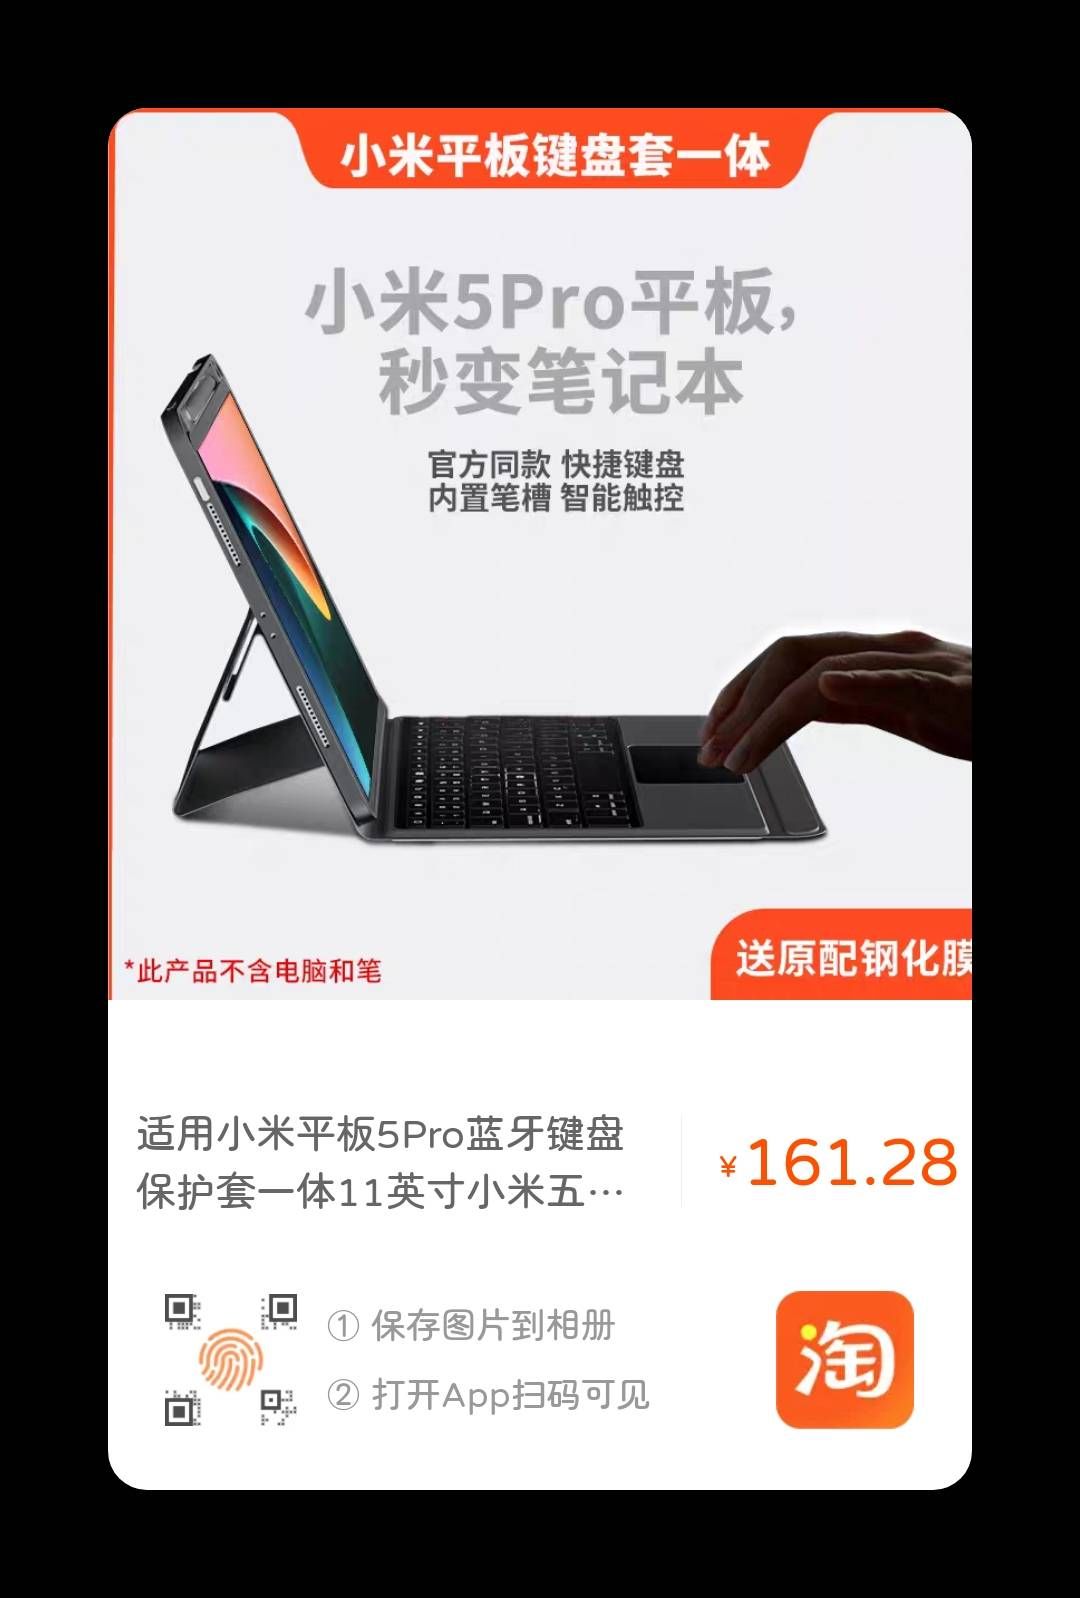 小米平板键盘套一体
小米5Pro平板,
秒变笔记本
官方同款 快捷键盘
内置笔槽 智能触控
*此产品不含电脑和笔
送原配钢化膜
适用小米平板5Pro蓝牙键盘
保护套一体11英寸小米五…
¥161.28
① 保存图片到相册
② 打开App扫码可见
淘